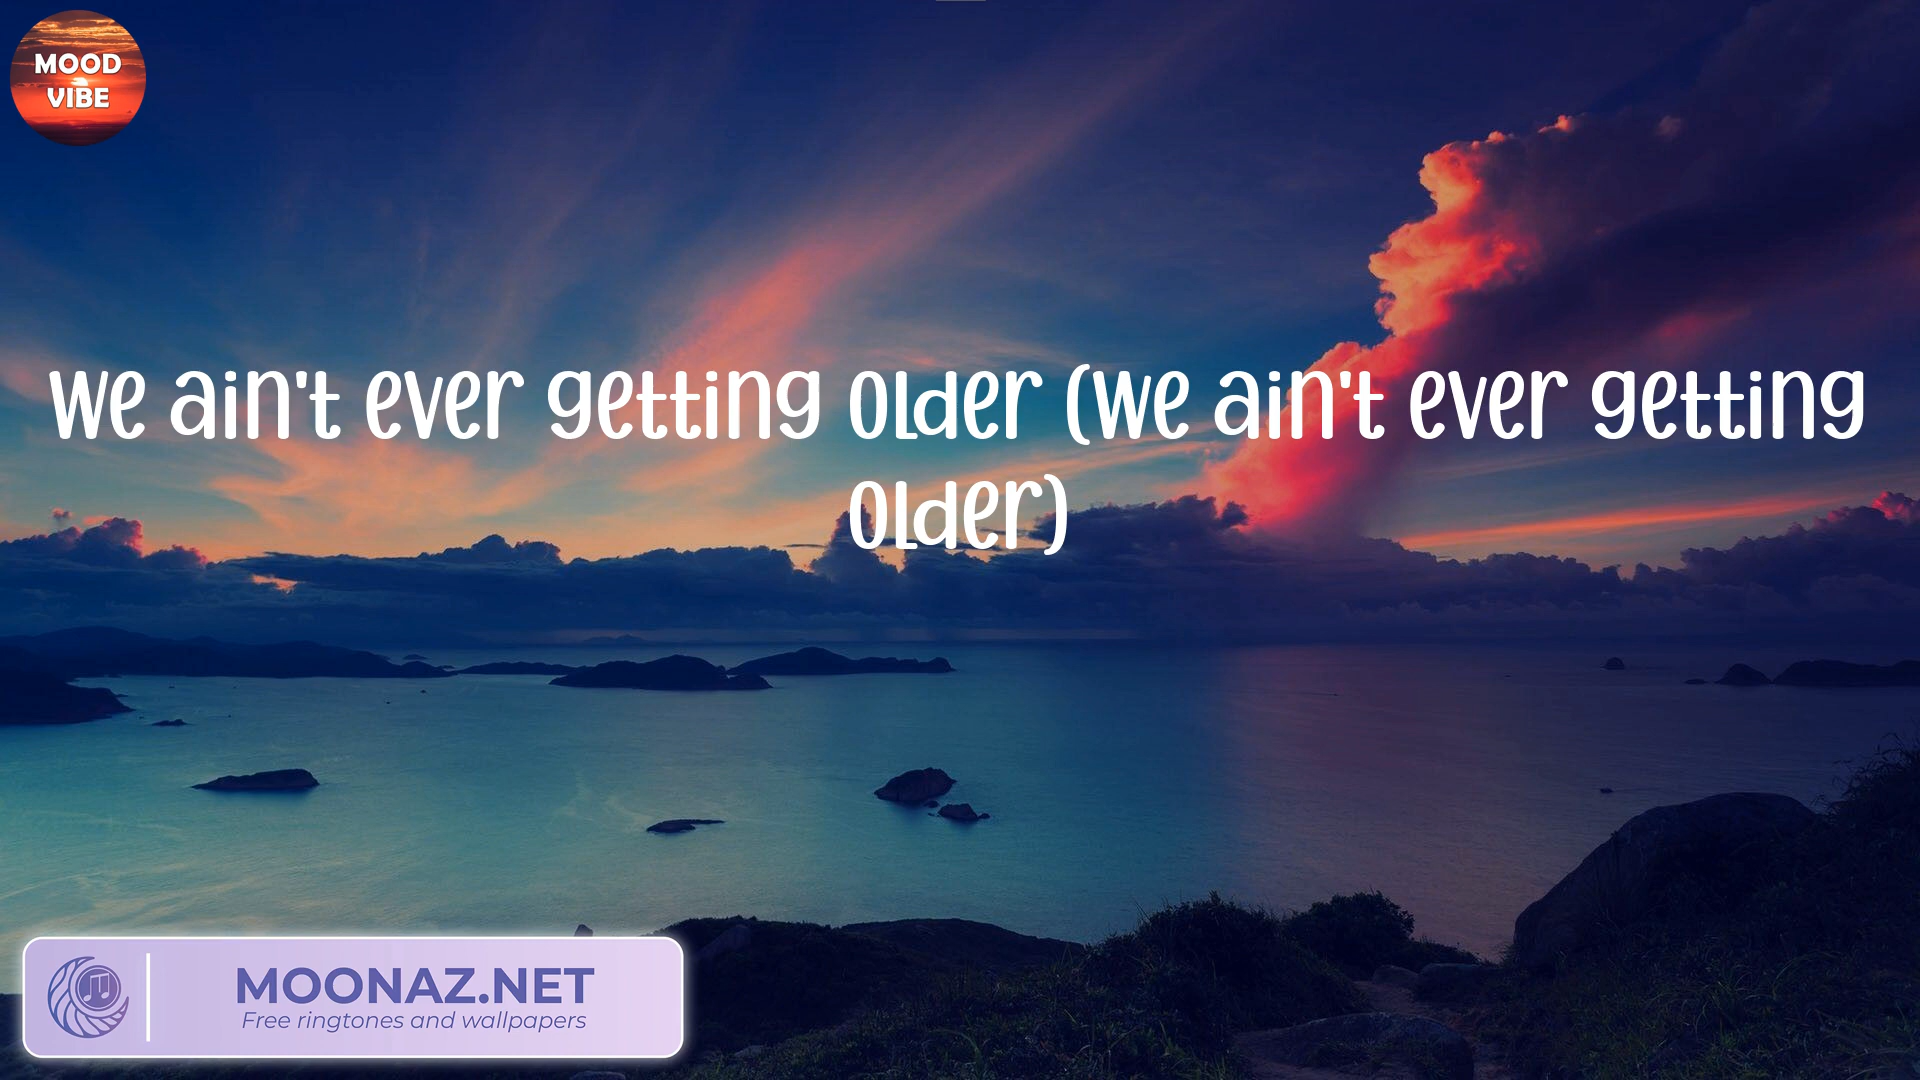 MOOD
VIBE
We ain't ever getting older (We ain't ever getting
older)
MOONAZ.NET
Free ringtones and wallpapers